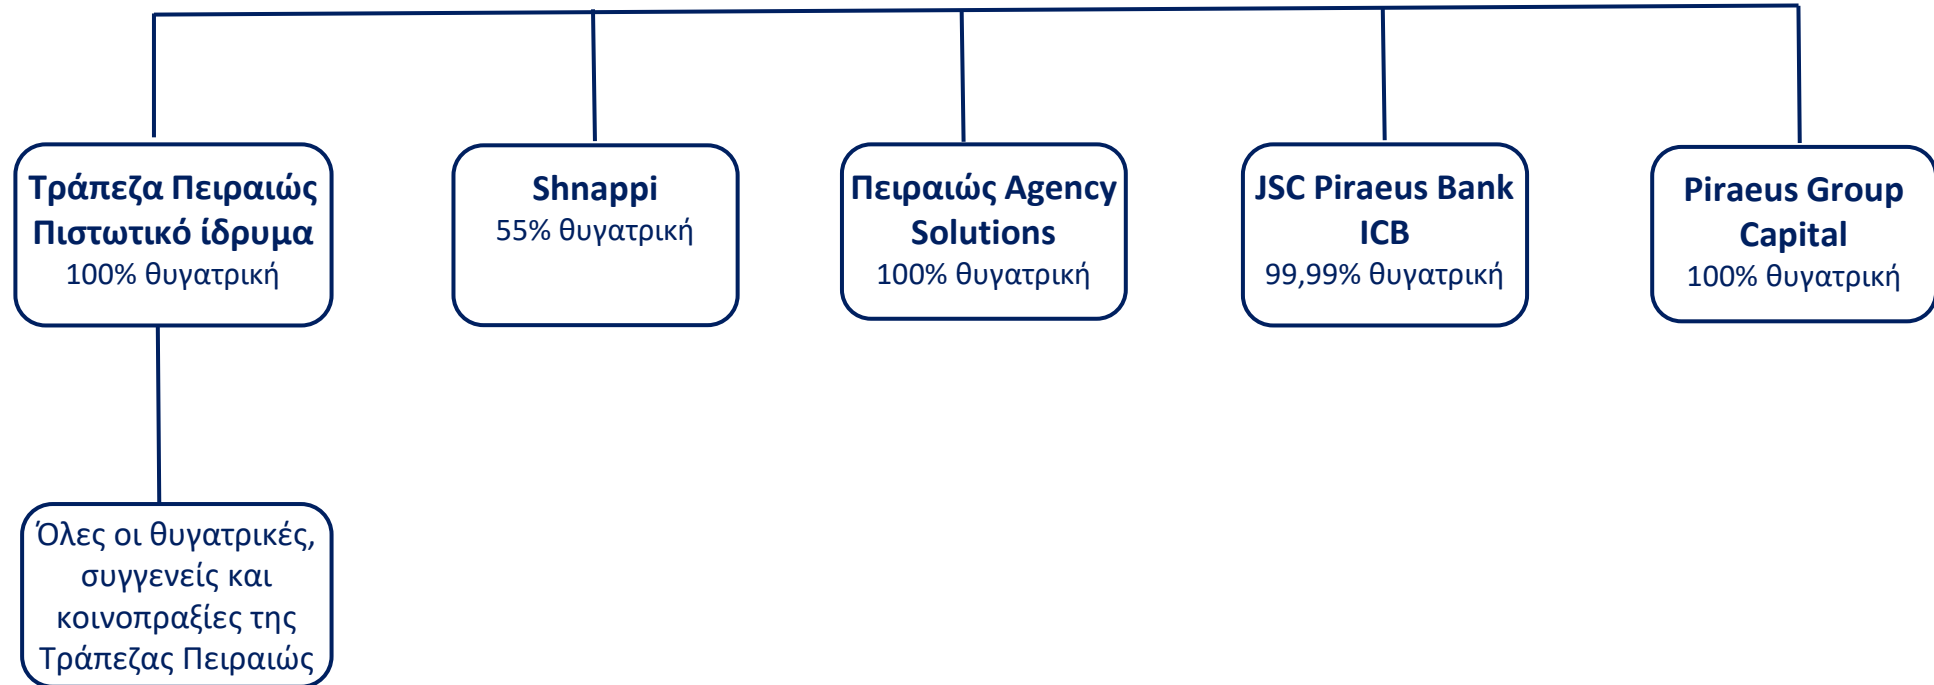 Τράπεζα Πειραιώς
Πιστωτικό ίδρυμα
100% θυγατρική
Shnappi
55% θυγατρική
Πειραιώς Agency
Solutions
100% θυγατρική
JSC Piraeus Bank
ICB
99,99% θυγατρική
Piraeus Group
Capital
100% θυγατρική
Όλες οι θυγατρικές,
συγγενείς και
κοινοπραξίες της
Τράπεζας Πειραιώς